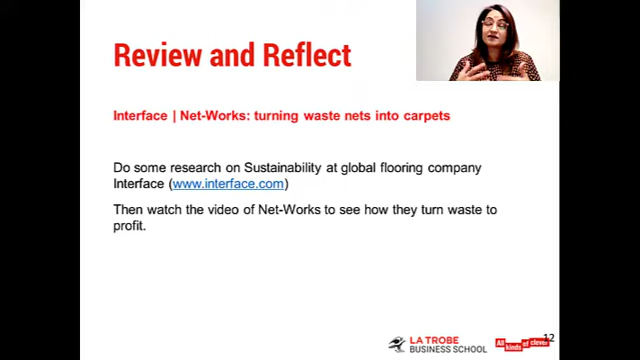 Review and Reflect
Interface | Net-Works: turning waste nets into carpets
Do some research on Sustainability at global flooring company
Interface (www.interface.com)
Then watch the video of Net-Works to see how they turn waste to
profit.
LA TROBE
BUSINESS SCHOOL
All kinds of clever
12